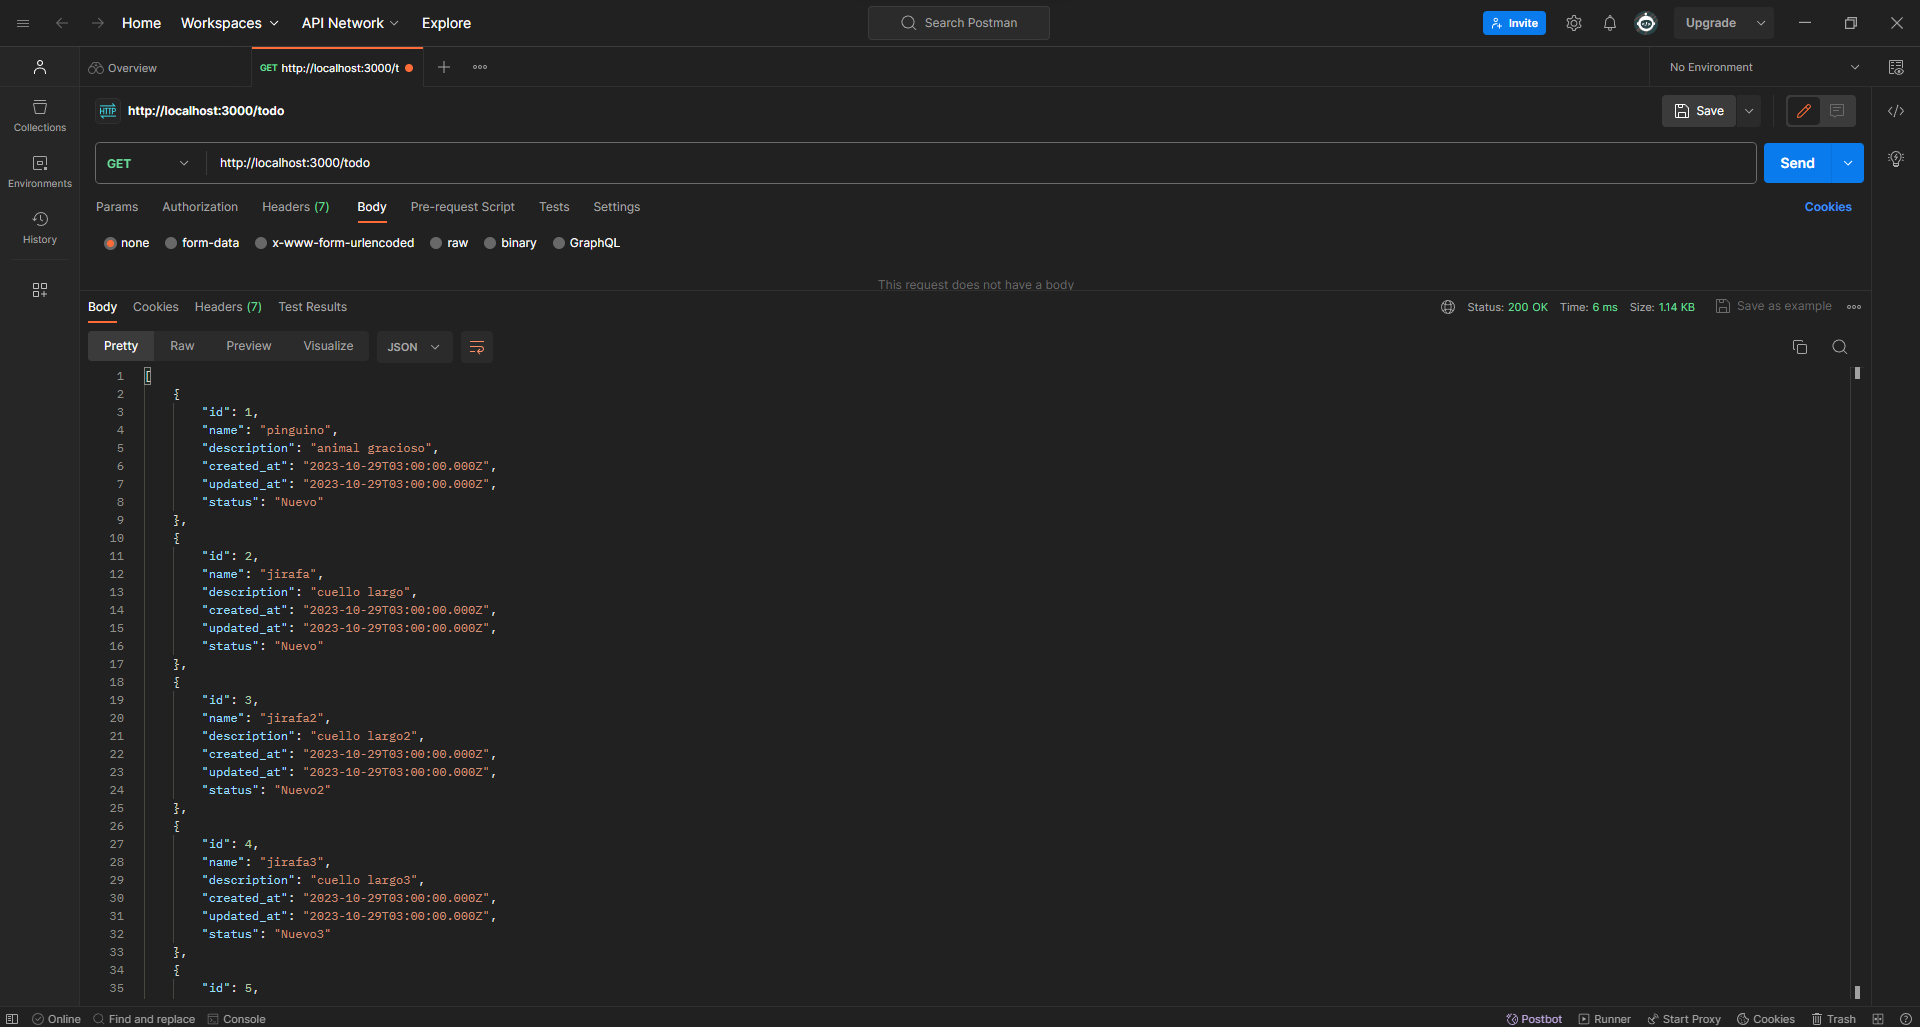 Home Workspaces API Network Explore Search Postman Invite Upgrade
Overview GET http://localhost:3000/t No Environment
HTTP http://localhost:3000/todo Save
Collections
GET http://localhost:3000/todo Send
Environments
Params Authorization Headers (7) Body Pre-request Script Tests Settings Cookies
History
none form-data x-www-form-urlencoded raw binary GraphQL
This request does not have a body
Body Cookies Headers (7) Test Results Status: 200 OK Time: 6 ms Size: 1.14 KB Save as example
Pretty Raw Preview Visualize JSON
1 [
2 {
3 "id": 1,
4 "name": "pinguino",
5 "description": "animal gracioso",
6 "created_at": "2023-10-29T03:00:00.000Z",
7 "updated_at": "2023-10-29T03:00:00.000Z",
8 "status": "Nuevo"
9 },
10 {
11 "id": 2,
12 "name": "jirafa",
13 "description": "cuello largo",
14 "created_at": "2023-10-29T03:00:00.000Z",
15 "updated_at": "2023-10-29T03:00:00.000Z",
16 "status": "Nuevo"
17 },
18 {
19 "id": 3,
20 "name": "jirafa2",
21 "description": "cuello largo2",
22 "created_at": "2023-10-29T03:00:00.000Z",
23 "updated_at": "2023-10-29T03:00:00.000Z",
24 "status": "Nuevo2"
25 },
26 {
27 "id": 4,
28 "name": "jirafa3",
29 "description": "cuello largo3",
30 "created_at": "2023-10-29T03:00:00.000Z",
31 "updated_at": "2023-10-29T03:00:00.000Z",
32 "status": "Nuevo3"
33 },
34 {
35 "id": 5,
Online Find and replace Console Postbot Runner Start Proxy Cookies Trash